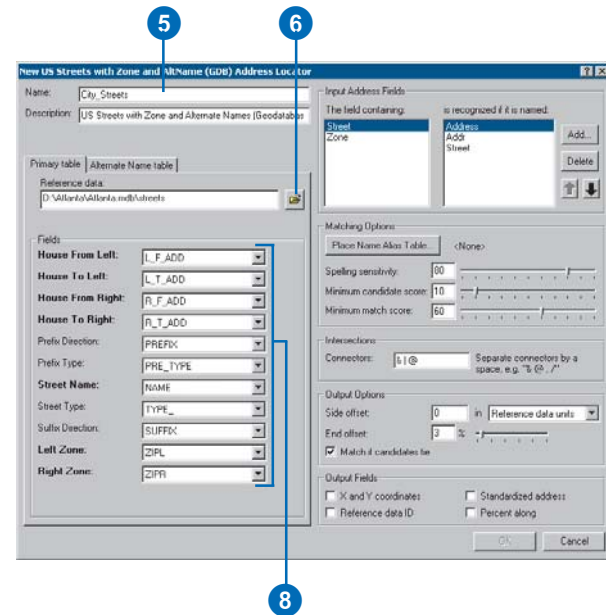 5
6
New US Streets with Zone and AltName (GDB) Address Locator
Name: City_Streets
Description: US Streets with Zone and Alternate Names (Geodatabas
Primary table
Alternate Name table
Reference data:
D:\Atlanta\Atlanta.mdb\streets
Fields
House From Left: L_F_ADD
House To Left: L_T_ADD
House From Right: R_F_ADD
House To Right: R_T_ADD
Prefix Direction: PREFIX
Prefix Type: PRE_TYPE
Street Name: NAME
Street Type: TYPE_
Suffix Direction: SUFFIX
Left Zone: ZIPL
Right Zone: ZIPR
Input Address Fields
The field containing:
is recognized if it is named:
Street
Zone
Address
Addr
Street
Add...
Delete
Matching Options
Place Name Alias Table...
<None>
Spelling sensitivity: 80
Minimum candidate score: 10
Minimum match score: 60
Intersections
Connectors: & | @
Separate connectors by a
space, e.g. "& @ , /"
Output Options
Side offset: 0 in Reference data units
End offset: 3 %
Match if candidates tie
Output Fields
X and Y coordinates
Standardized address
Reference data ID
Percent along
OK
Cancel
8